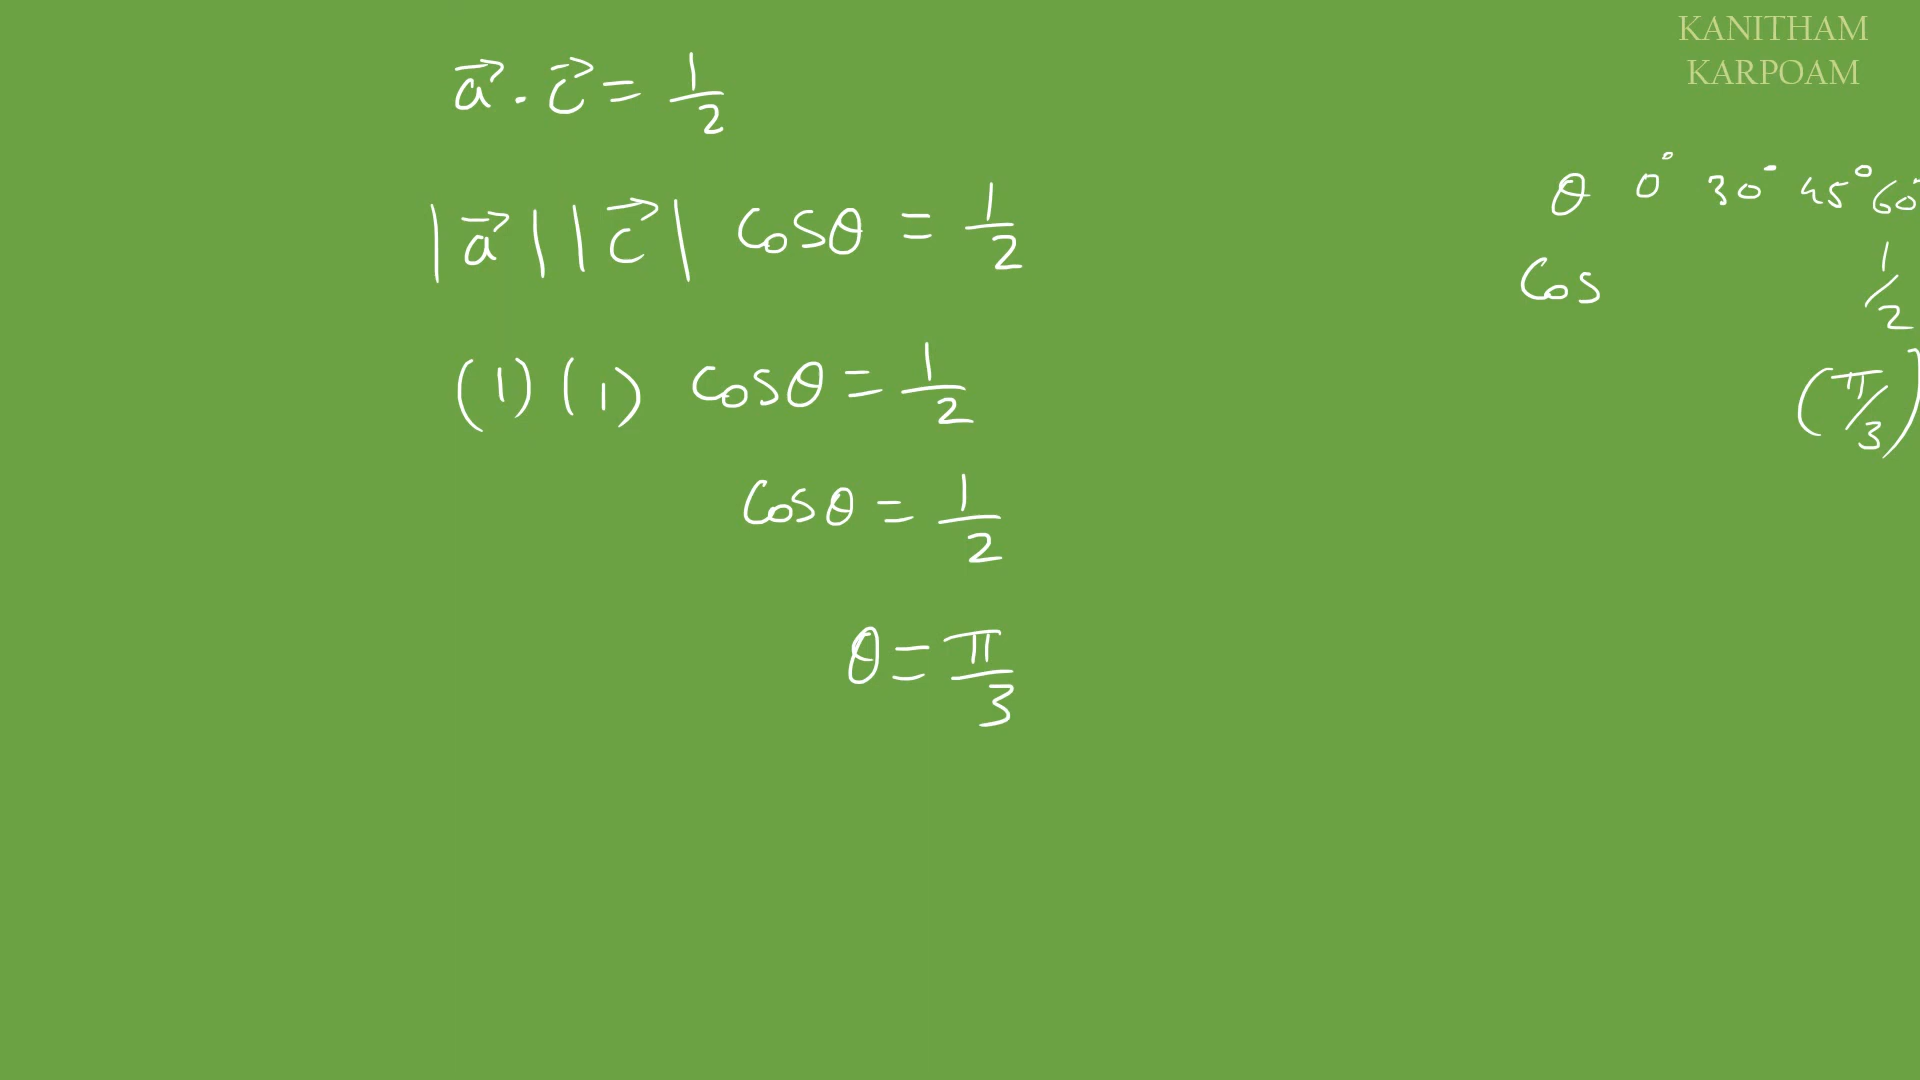 KANITHAM
KARPOAM
a⃗ · c⃗ = 1/2
|a⃗| |c⃗| Cosθ = 1/2
(1) (1) Cosθ = 1/2
Cosθ = 1/2
θ = π/3
θ 0° 30° 45° 60°
Cos 1/2
(π/3)